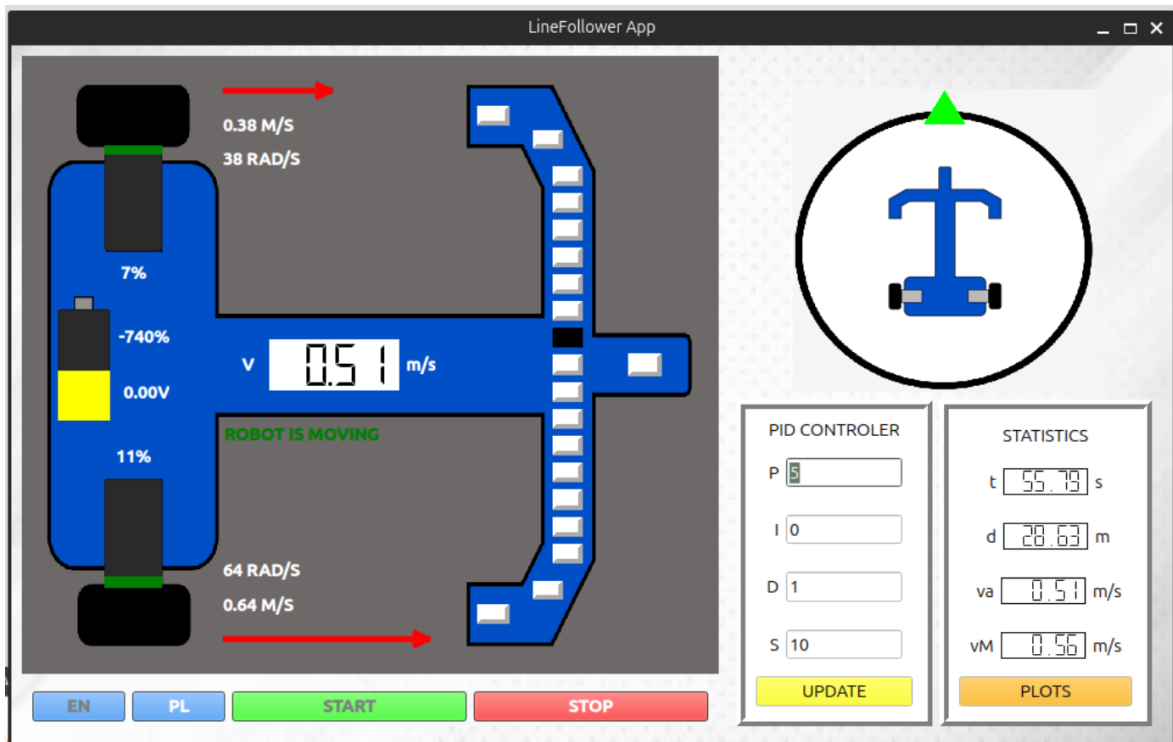 LineFollower App
0.38 M/S
38 RAD/S
7%
-740%
0.00V
V 0.51 m/s
ROBOT IS MOVING
11%
64 RAD/S
0.64 M/S
EN PL START STOP
PID CONTROLER
P 5
I 0
D 1
S 10
UPDATE
STATISTICS
t 55.79 s
d 28.63 m
va 0.51 m/s
vM 0.56 m/s
PLOTS